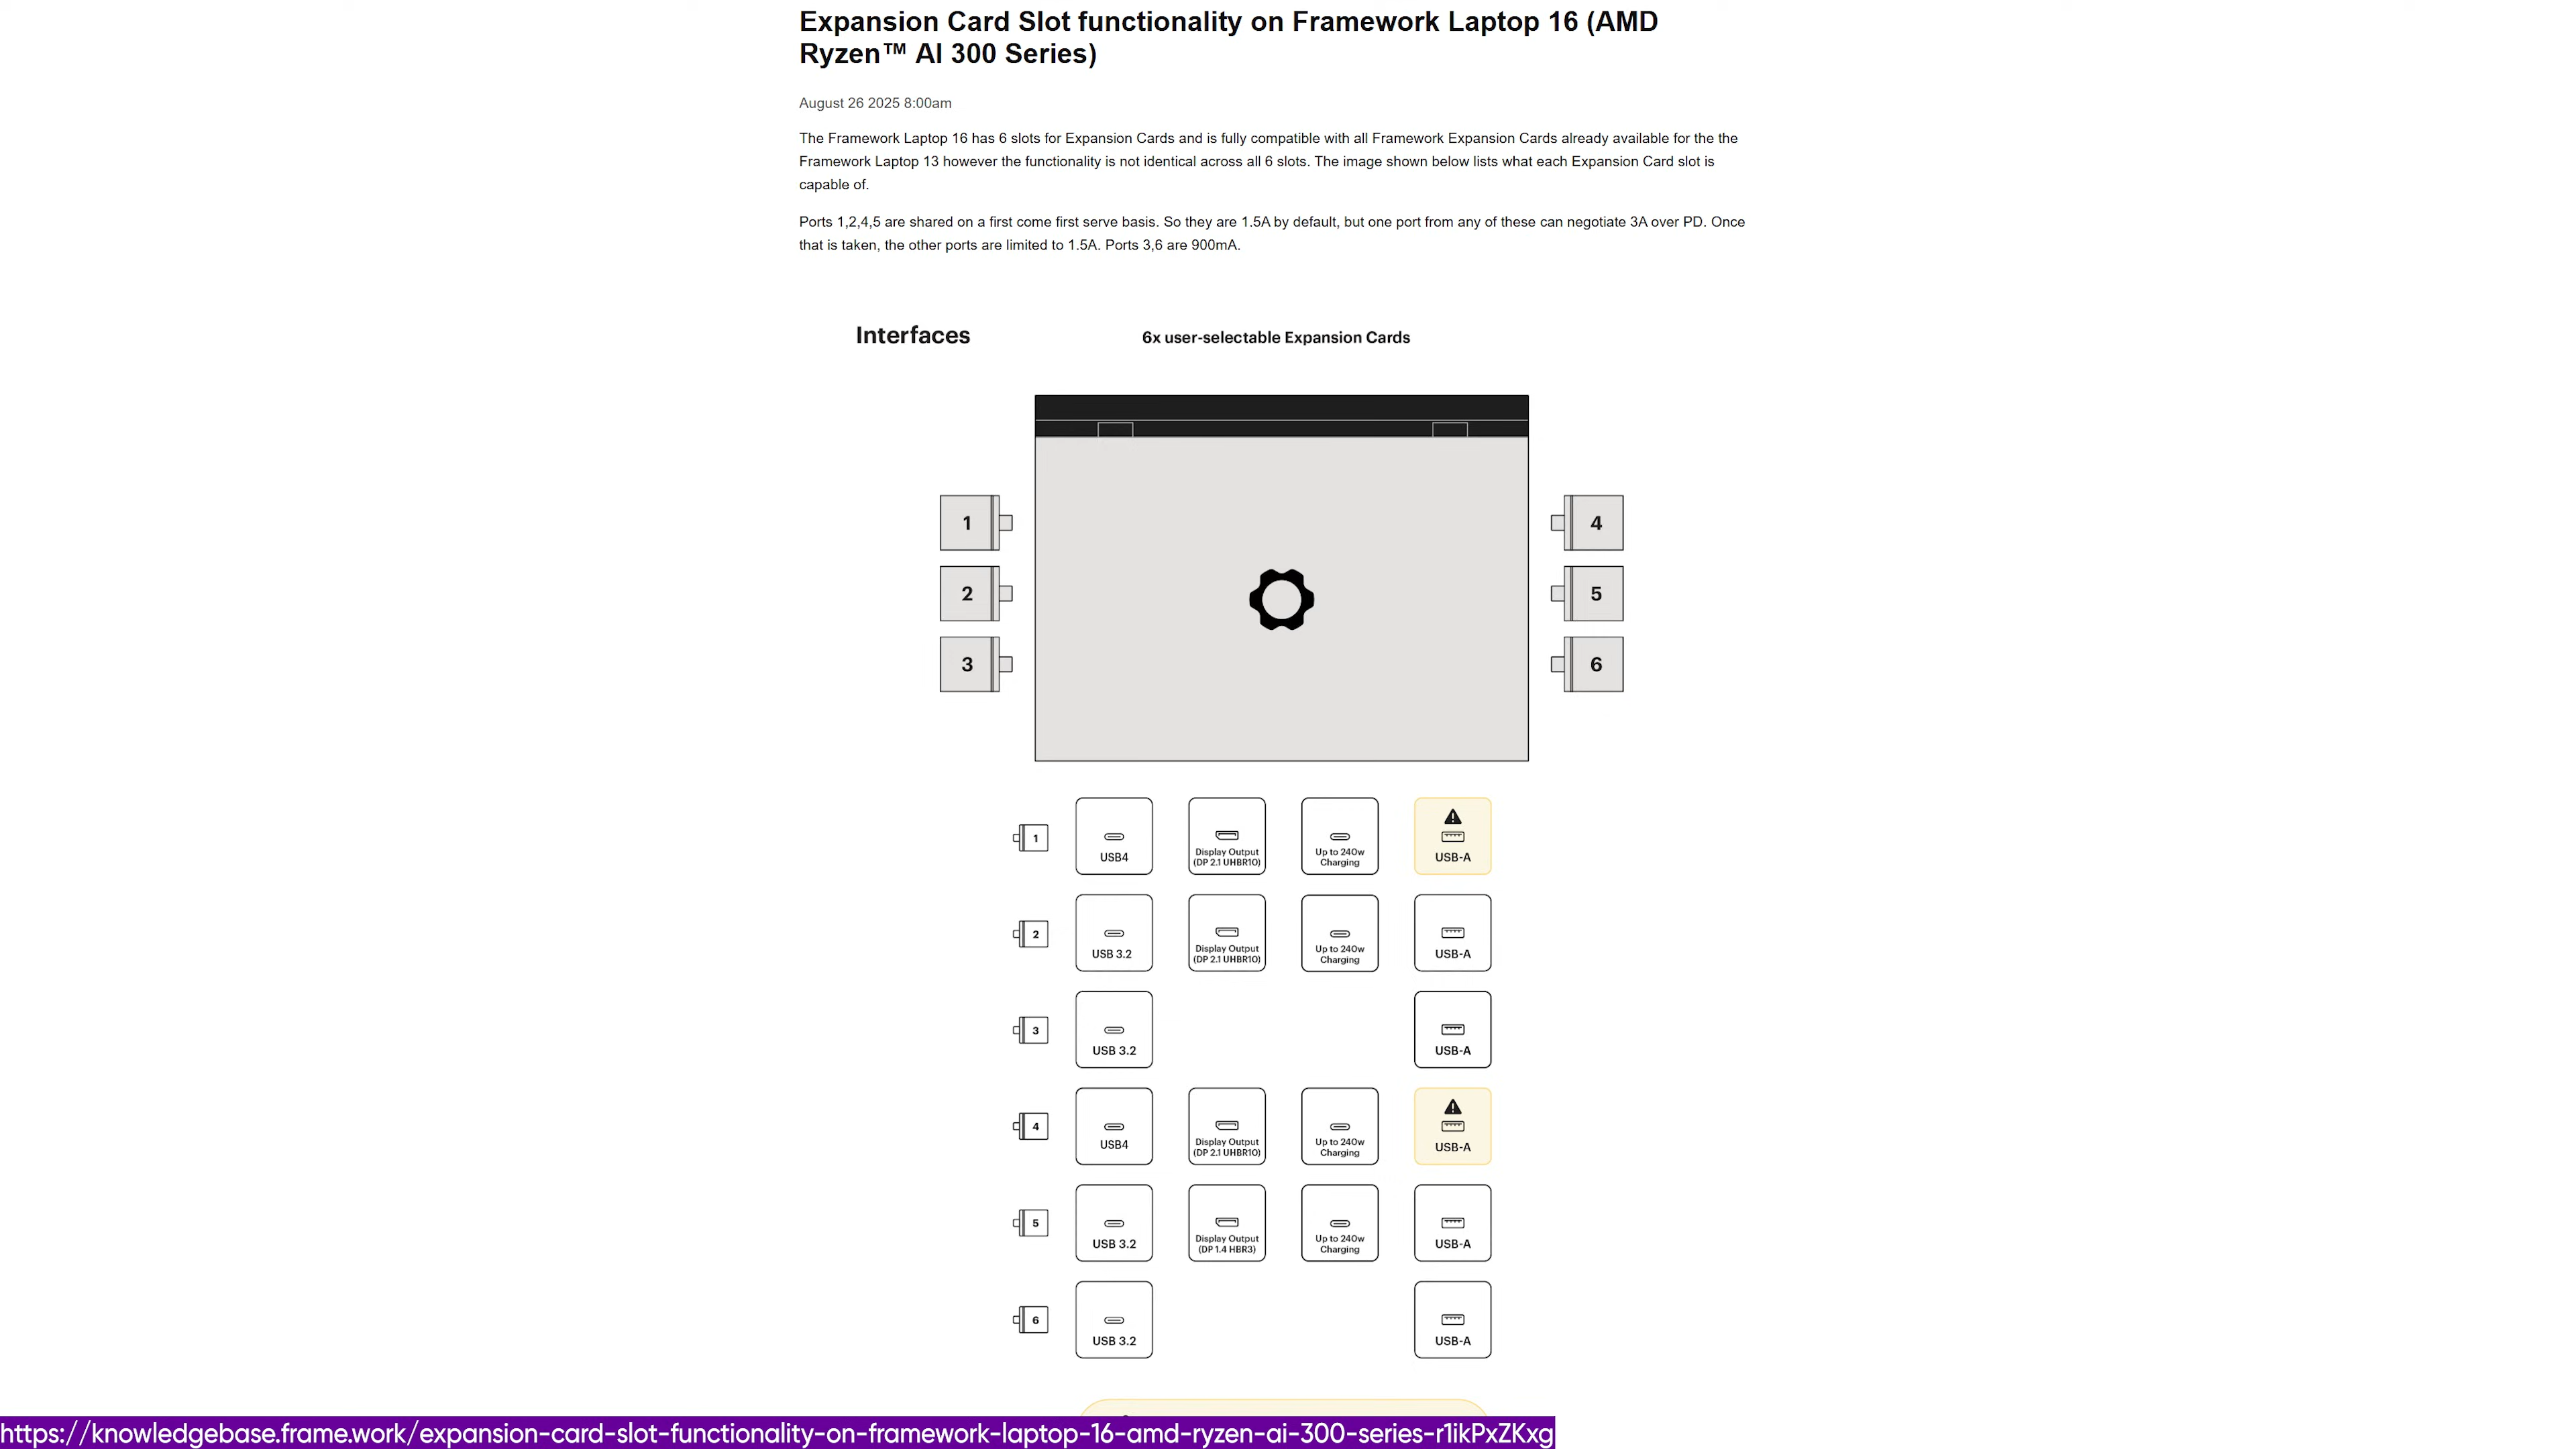 Expansion Card Slot functionality on Framework Laptop 16 (AMD
Ryzen™ AI 300 Series)
August 26 2025 8:00am
The Framework Laptop 16 has 6 slots for Expansion Cards and is fully compatible with all Framework Expansion Cards already available for the the
Framework Laptop 13 however the functionality is not identical across all 6 slots. The image shown below lists what each Expansion Card slot is
capable of.
Ports 1,2,4,5 are shared on a first come first serve basis. So they are 1.5A by default, but one port from any of these can negotiate 3A over PD. Once
that is taken, the other ports are limited to 1.5A. Ports 3,6 are 900mA.
Interfaces
6x user-selectable Expansion Cards
1
4
2
5
3
6
1
USB4
Display Output
(DP 2.1 UHBR10)
Up to 240w
Charging
USB-A
2
USB 3.2
Display Output
(DP 2.1 UHBR10)
Up to 240w
Charging
USB-A
3
USB 3.2
USB-A
4
USB4
Display Output
(DP 2.1 UHBR10)
Up to 240w
Charging
USB-A
5
USB 3.2
Display Output
(DP 1.4 HBR3)
Up to 240w
Charging
USB-A
6
USB 3.2
USB-A
https://knowledgebase.frame.work/expansion-card-slot-functionality-on-framework-laptop-16-amd-ryzen-ai-300-series-r1ikPxZKxg